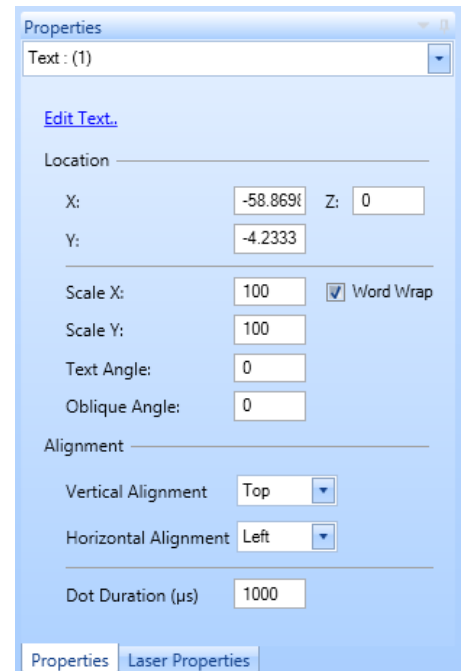 Properties
Text : (1)
Edit Text..
Location
X: -58.8698 Z: 0
Y: -4.2333
Scale X: 100 Word Wrap
Scale Y: 100
Text Angle: 0
Oblique Angle: 0
Alignment
Vertical Alignment Top
Horizontal Alignment Left
Dot Duration (µs) 1000
Properties Laser Properties